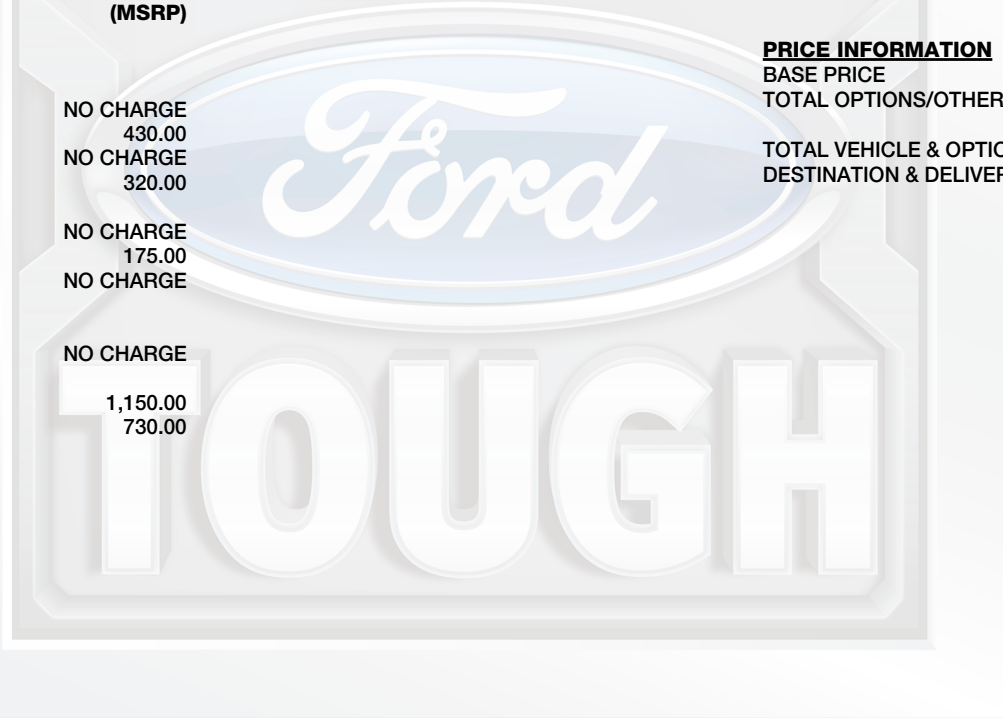 (MSRP)
NO CHARGE
430.00
NO CHARGE
320.00
NO CHARGE
175.00
NO CHARGE
NO CHARGE
1,150.00
730.00
PRICE INFORMATION
BASE PRICE
TOTAL OPTIONS/OTHER
TOTAL VEHICLE & OPTIO
DESTINATION & DELIVER
Ford
TOUGH